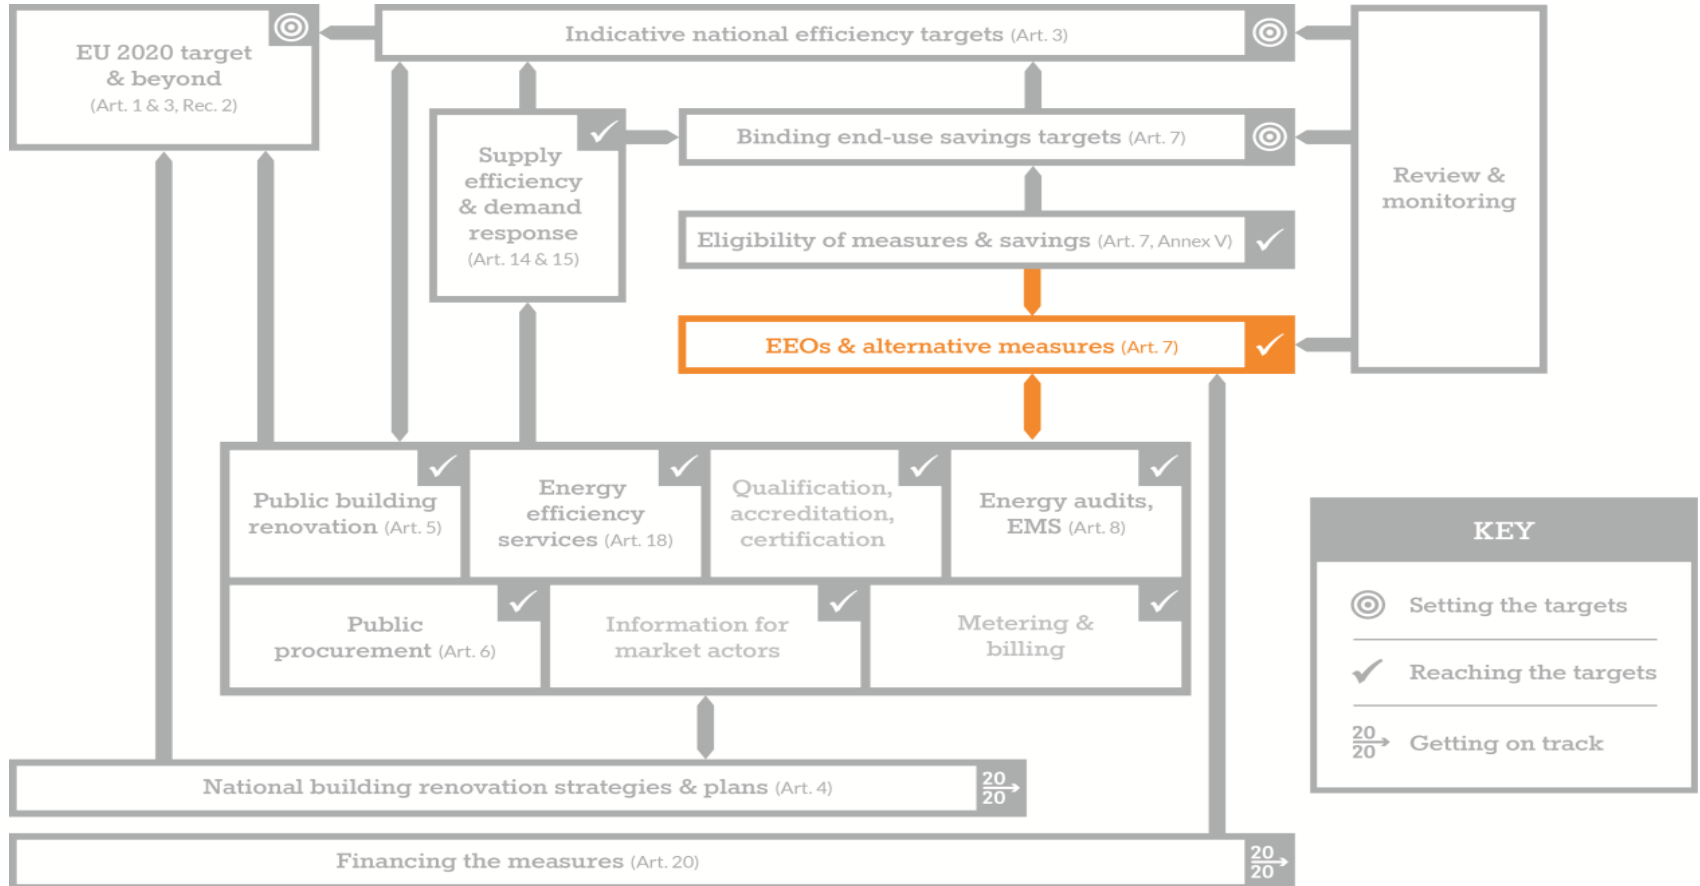 EU 2020 target
& beyond
(Art. 1 & 3, Rec. 2)
Indicative national efficiency targets (Art. 3)
Supply
efficiency
& demand
response
(Art. 14 & 15)
Binding end-use savings targets (Art. 7)
Eligibility of measures & savings (Art. 7, Annex V)
EEOs & alternative measures (Art. 7)
Review &
monitoring
Public building
renovation (Art. 5)
Energy
efficiency
services (Art. 18)
Qualification,
accreditation,
certification
Energy audits,
EMS (Art. 8)
Public
procurement (Art. 6)
Information for
market actors
Metering &
billing
National building renovation strategies & plans (Art. 4)
20
20
Financing the measures (Art. 20)
20
20
KEY
Setting the targets
Reaching the targets
20
20
Getting on track